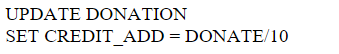 UPDATE DONATION
SET CREDIT_ADD = DONATE/10